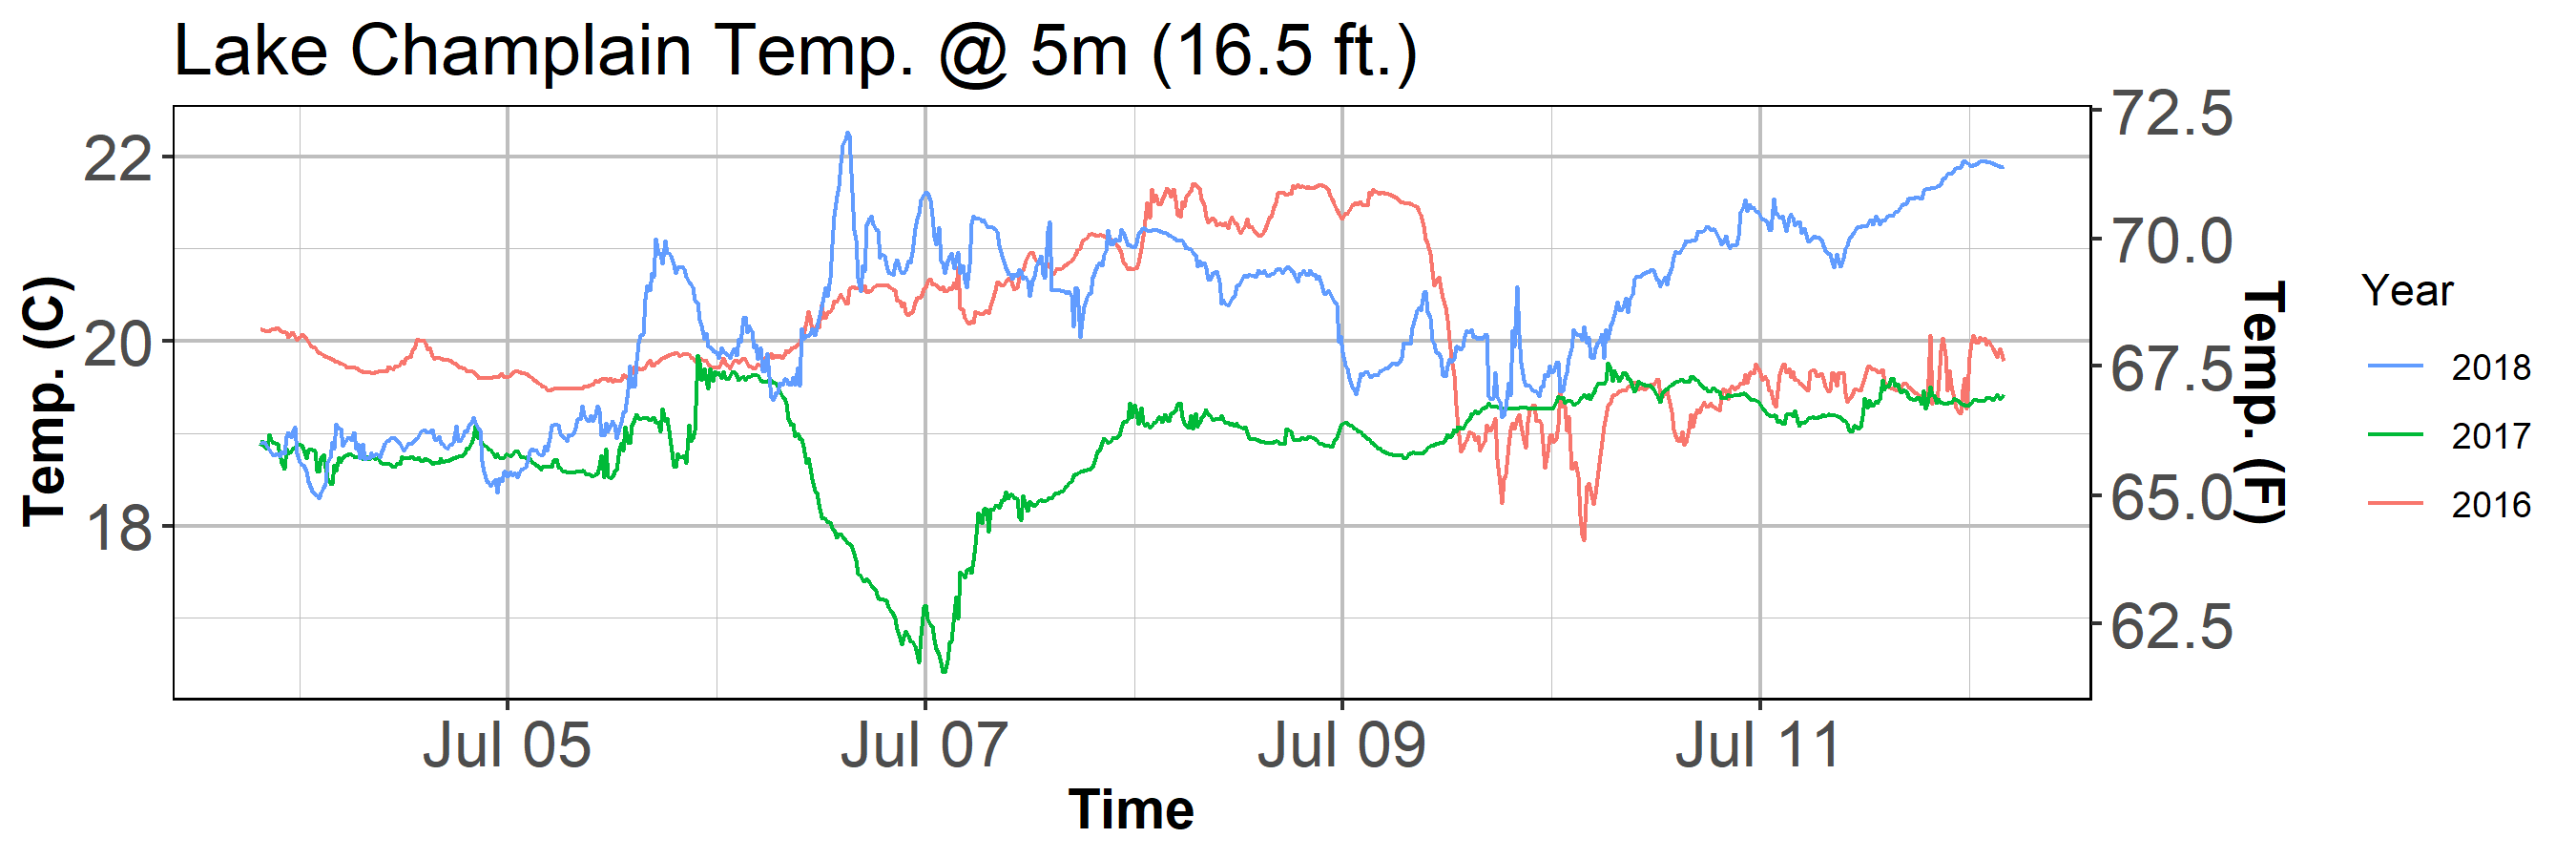 Lake Champlain Temp. @ 5m (16.5 ft.)
Temp. (C)
22
20
18
72.5
70.0
67.5
65.0
62.5
Temp. (F)
Year
2018
2017
2016
Jul 05
Jul 07
Jul 09
Jul 11
Time